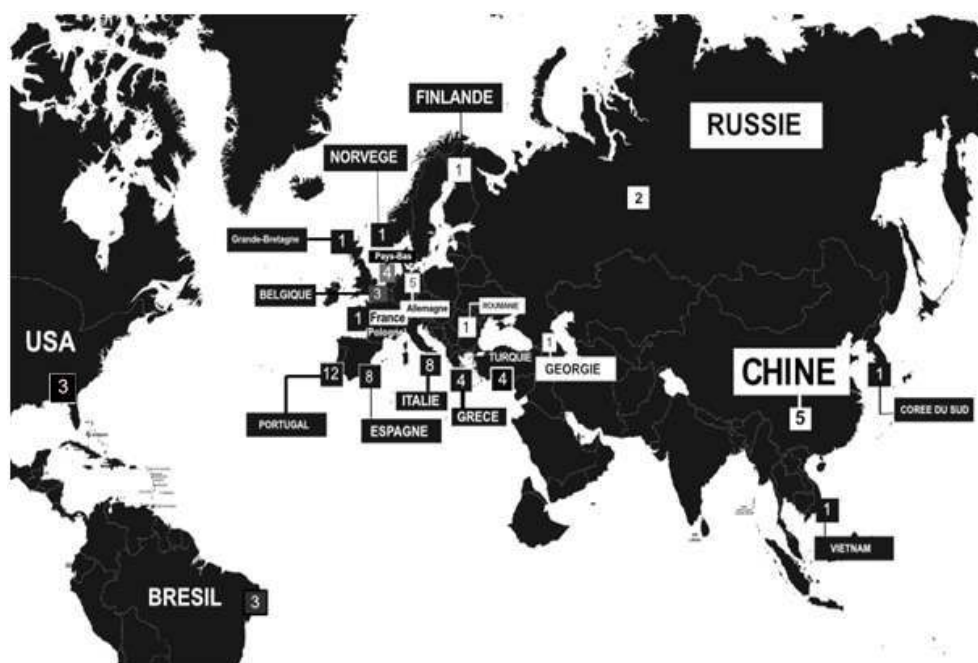 FINLANDE
RUSSIE
NORVEGE
1
2
Grande-Bretagne
1
1
Pays-Bas
4
5
BELGIQUE
3
Allemagne
ROUMANIE
1
France
1
Pologne
USA
3
TURQUIE
1
GEORGIE
CHINE
5
1
COREE DU SUD
12
8
8
4
4
ITALIE
GRECE
PORTUGAL
ESPAGNE
1
VIETNAM
BRESIL
3